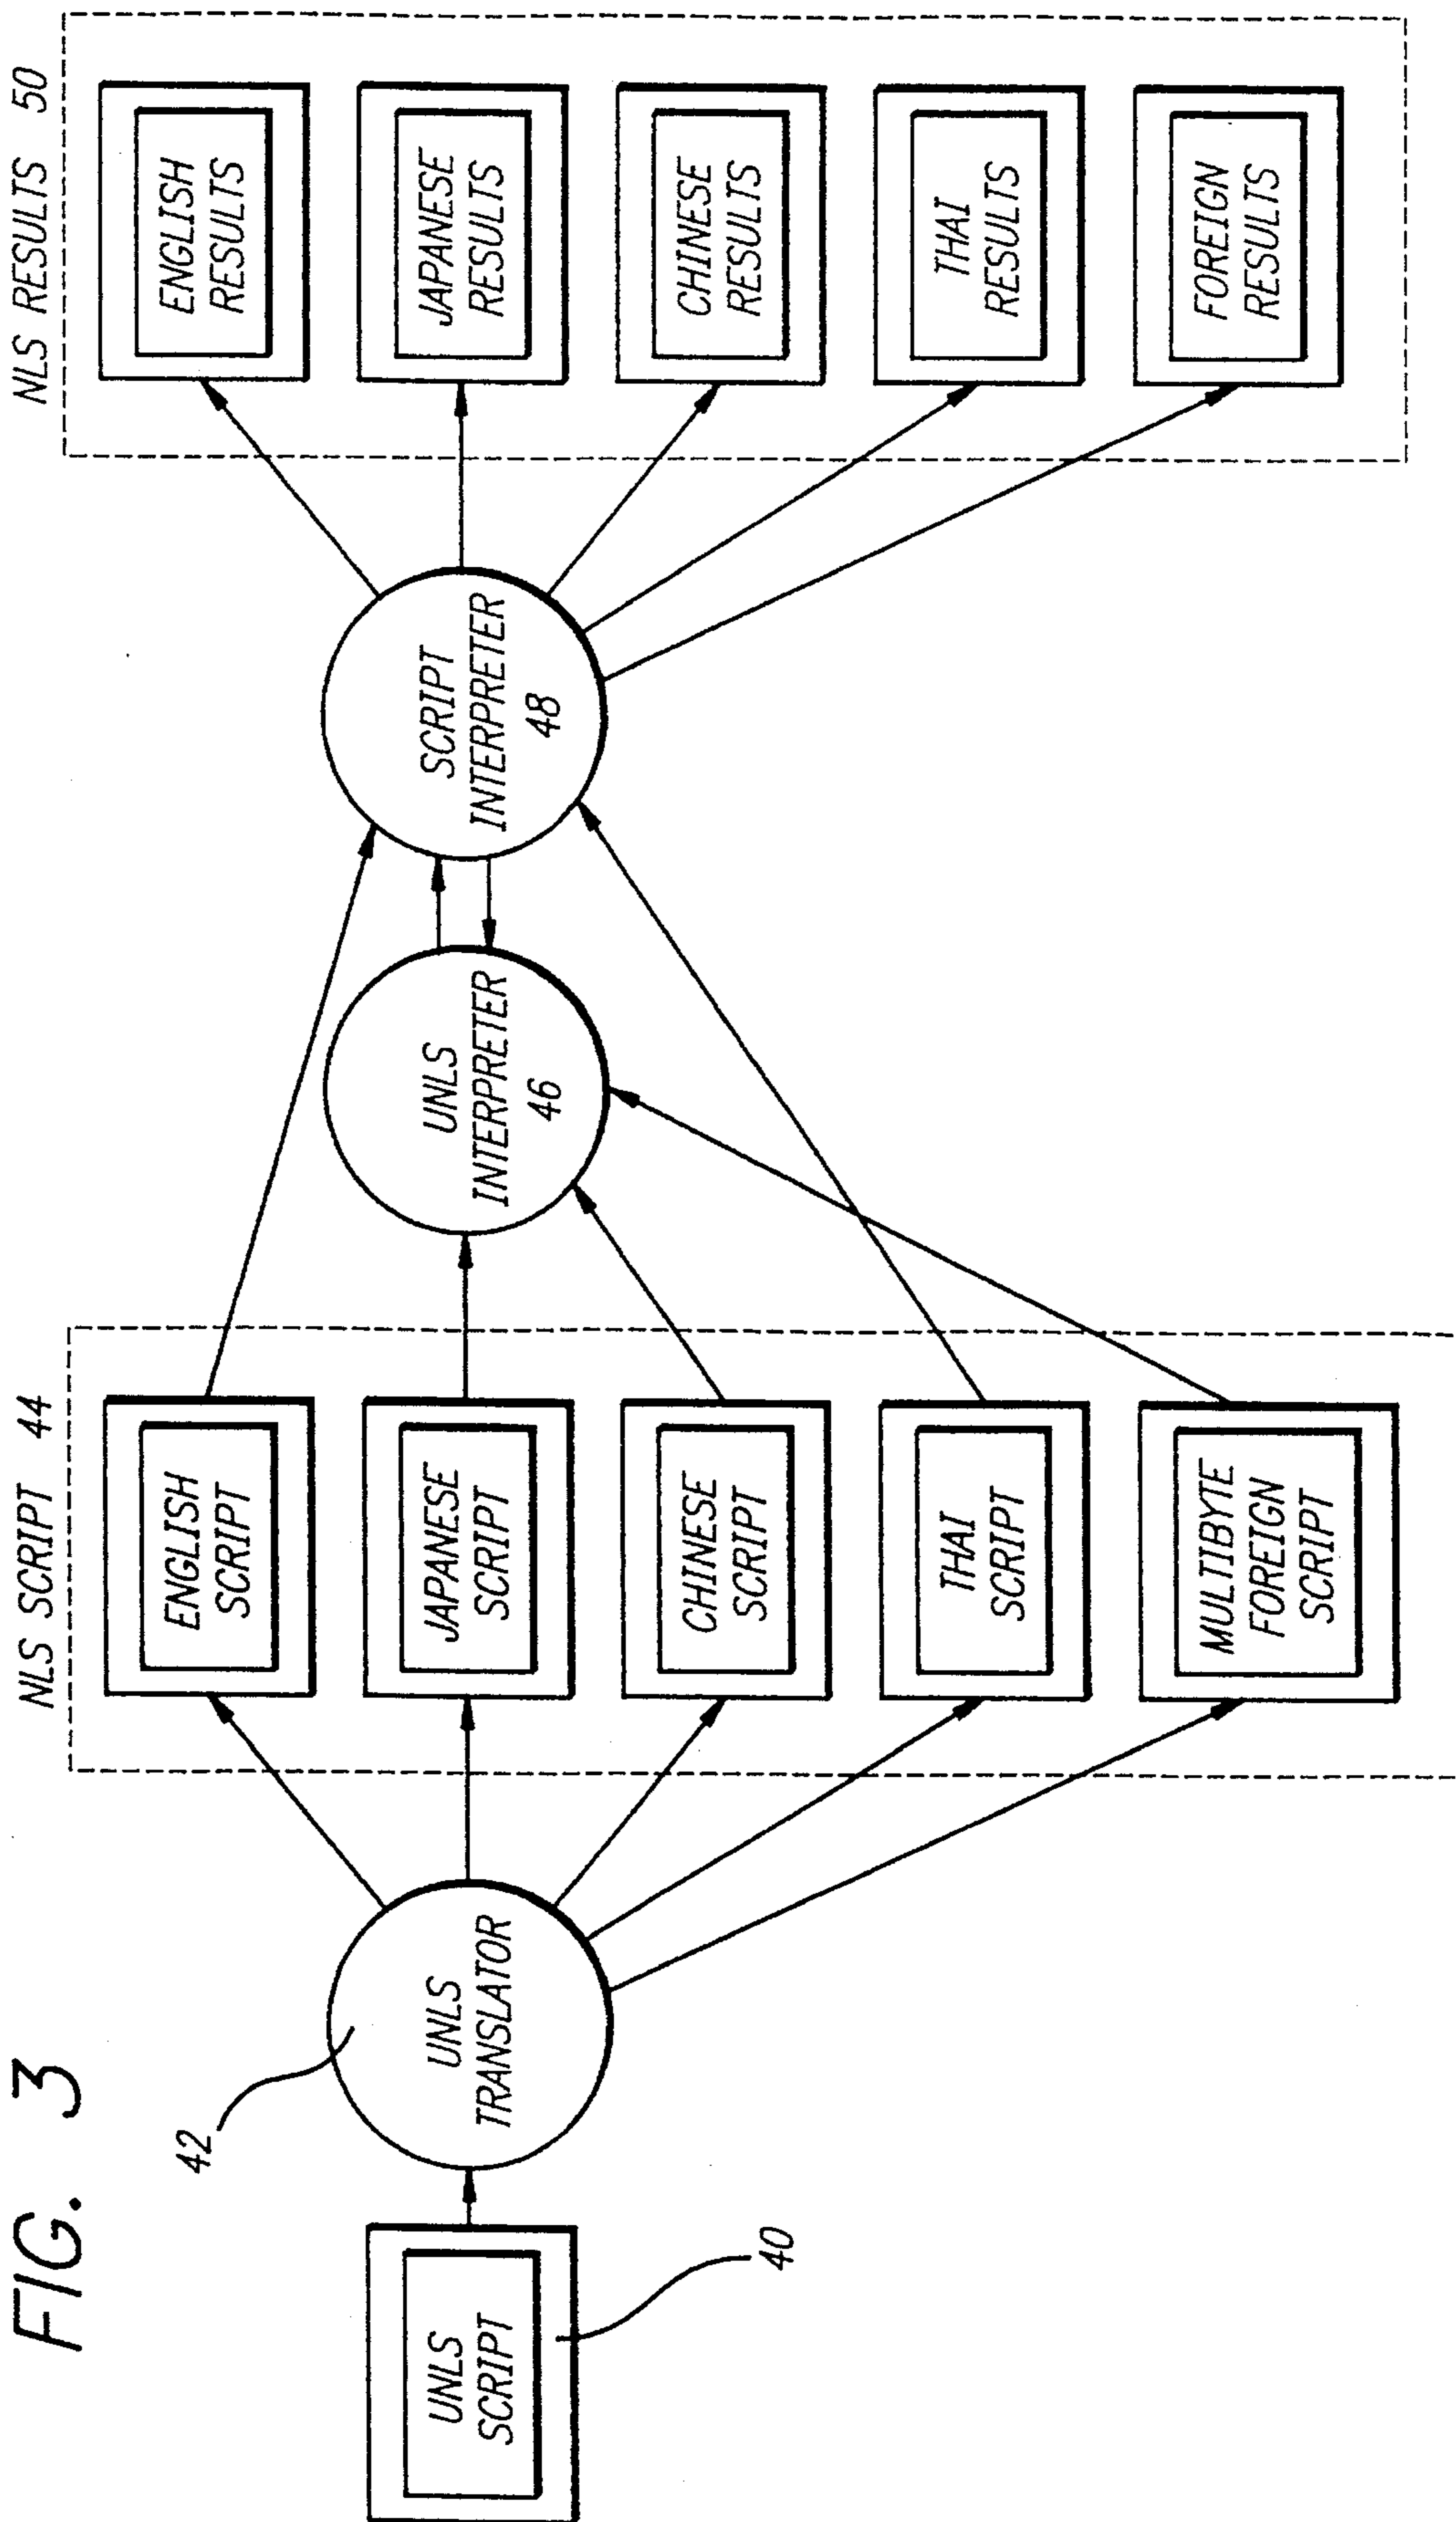 FIG. 3
UNLS
SCRIPT
40
42
UNLS
TRANSLATOR
NLS SCRIPT 44
ENGLISH
SCRIPT
JAPANESE
SCRIPT
CHINESE
SCRIPT
THAI
SCRIPT
MULTIBYTE
FOREIGN
SCRIPT
UNLS
INTERPRETER
46
SCRIPT
INTERPRETER
48
NLS RESULTS 50
ENGLISH
RESULTS
JAPANESE
RESULTS
CHINESE
RESULTS
THAI
RESULTS
FOREIGN
RESULTS